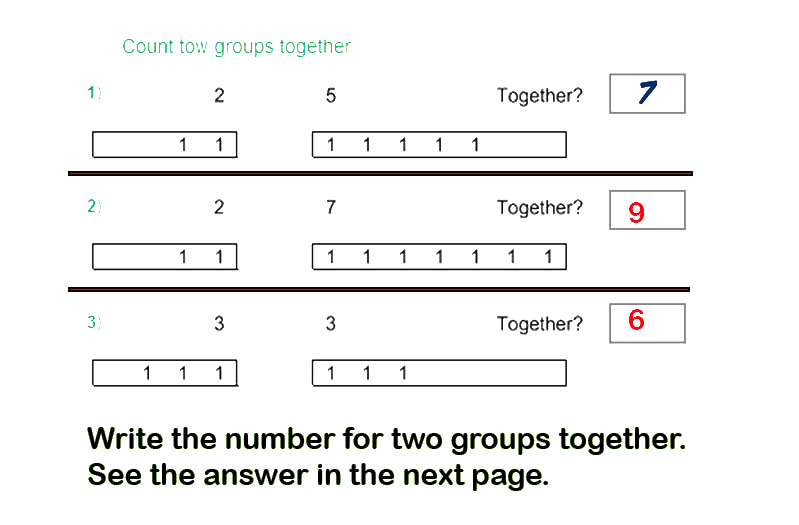 Count tow groups together
1) 2 5 Together? 7
1 1 1 1 1 1 1
2) 2 7 Together? 9
1 1 1 1 1 1 1 1 1
3) 3 3 Together? 6
1 1 1 1 1 1
Write the number for two groups together.
See the answer in the next page.